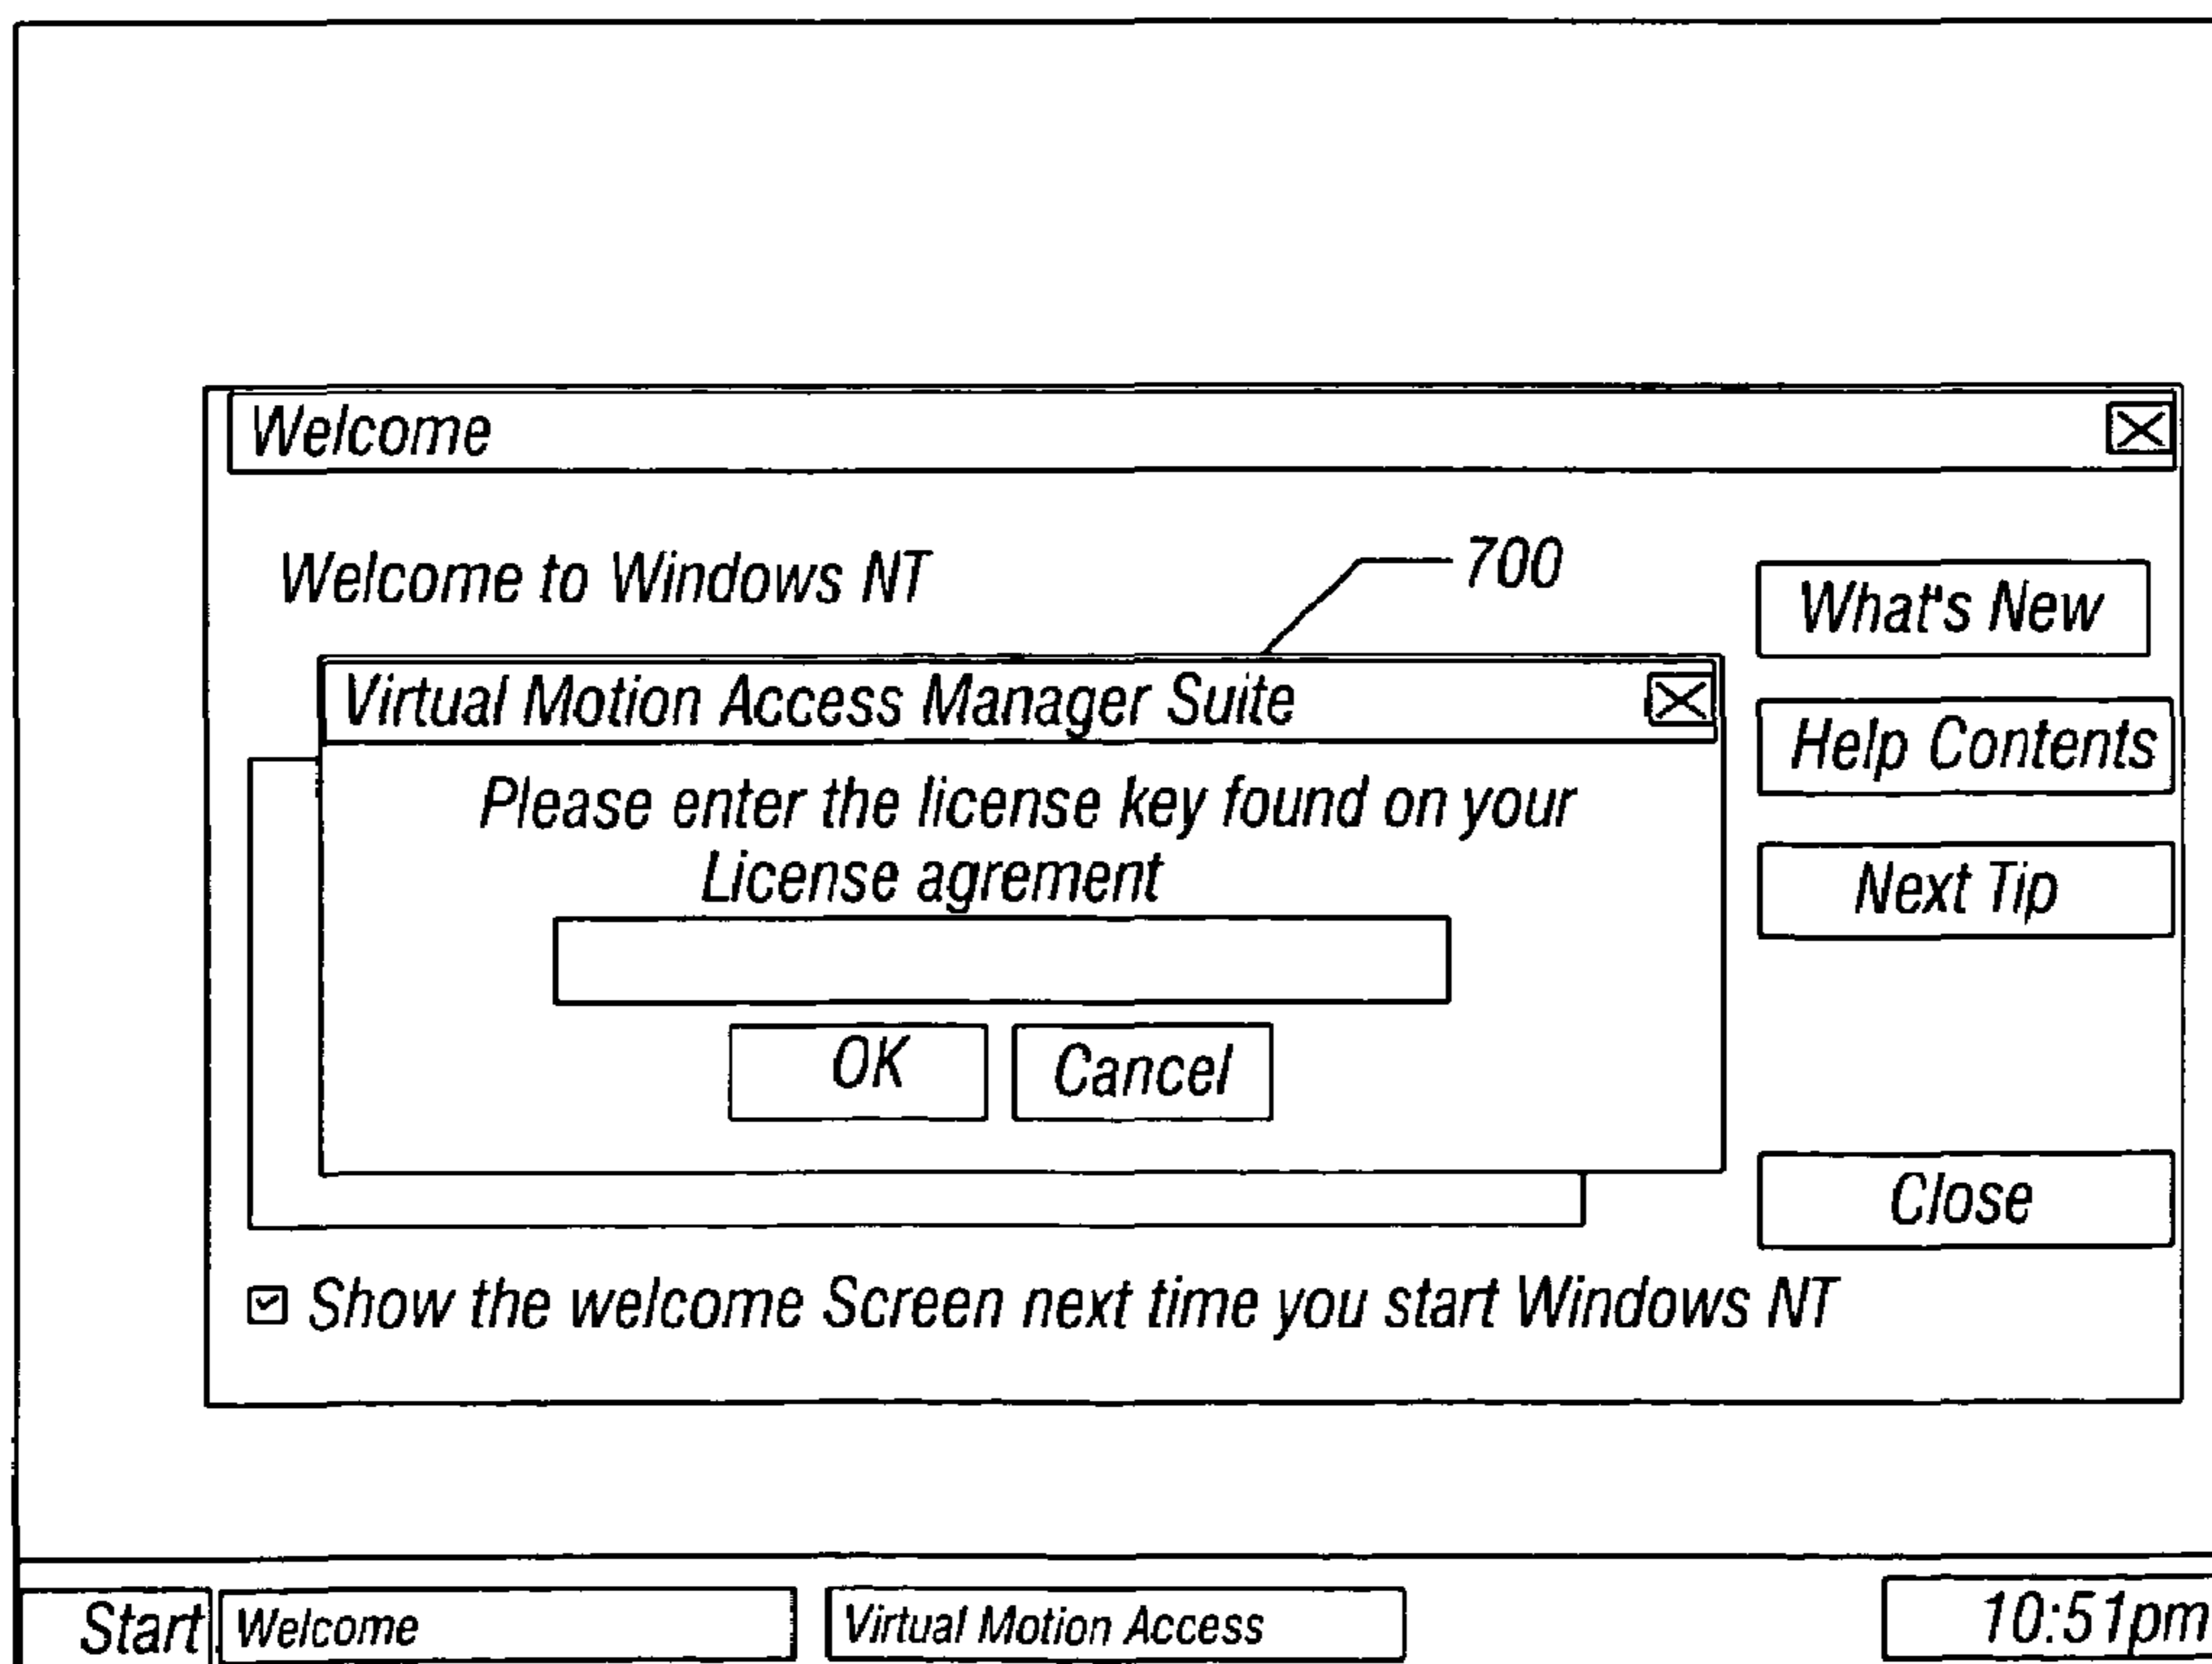 Welcome
Welcome to Windows NT
700
What's New
Virtual Motion Access Manager Suite
Help Contents
Please enter the license key found on your
License agrement
Next Tip
OK
Cancel
Close
Show the welcome Screen next time you start Windows NT
Start
Welcome
Virtual Motion Access
10:51pm